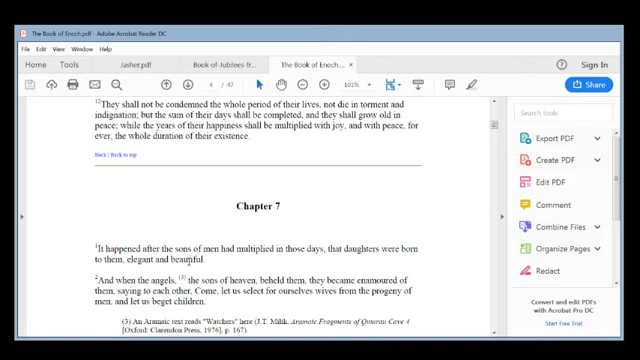 The Book of Enoch.pdf - Adobe Acrobat Reader DC
File Edit View Window Help
Home Tools Jasher.pdf Book-of-Jubilees-fr... The Book of Enoch.... × Sign In
4 / 47 101% Share
12They shall not be condemned the whole period of their lives, not die in torment and
indignation; but the sum of their days shall be completed, and they shall grow old in
peace; while the years of their happiness shall be multiplied with joy, and with peace, for
ever, the whole duration of their existence.
Back | Back to top
Chapter 7
1It happened after the sons of men had multiplied in those days, that daughters were born
to them, elegant and beautiful.
2And when the angels, (3) the sons of heaven, beheld them, they became enamoured of
them, saying to each other, Come, let us select for ourselves wives from the progeny of
men, and let us beget children.
(3) An Aramaic text reads "Watchers" here (J.T. Milik, Aramaic Fragments of Qumran Cave 4
[Oxford: Clarendon Press, 1976], p. 167).
Search tools
Export PDF
Create PDF
Edit PDF
Comment
Combine Files
Organize Pages
Redact
Convert and edit PDFs
with Acrobat Pro DC
Start Free Trial